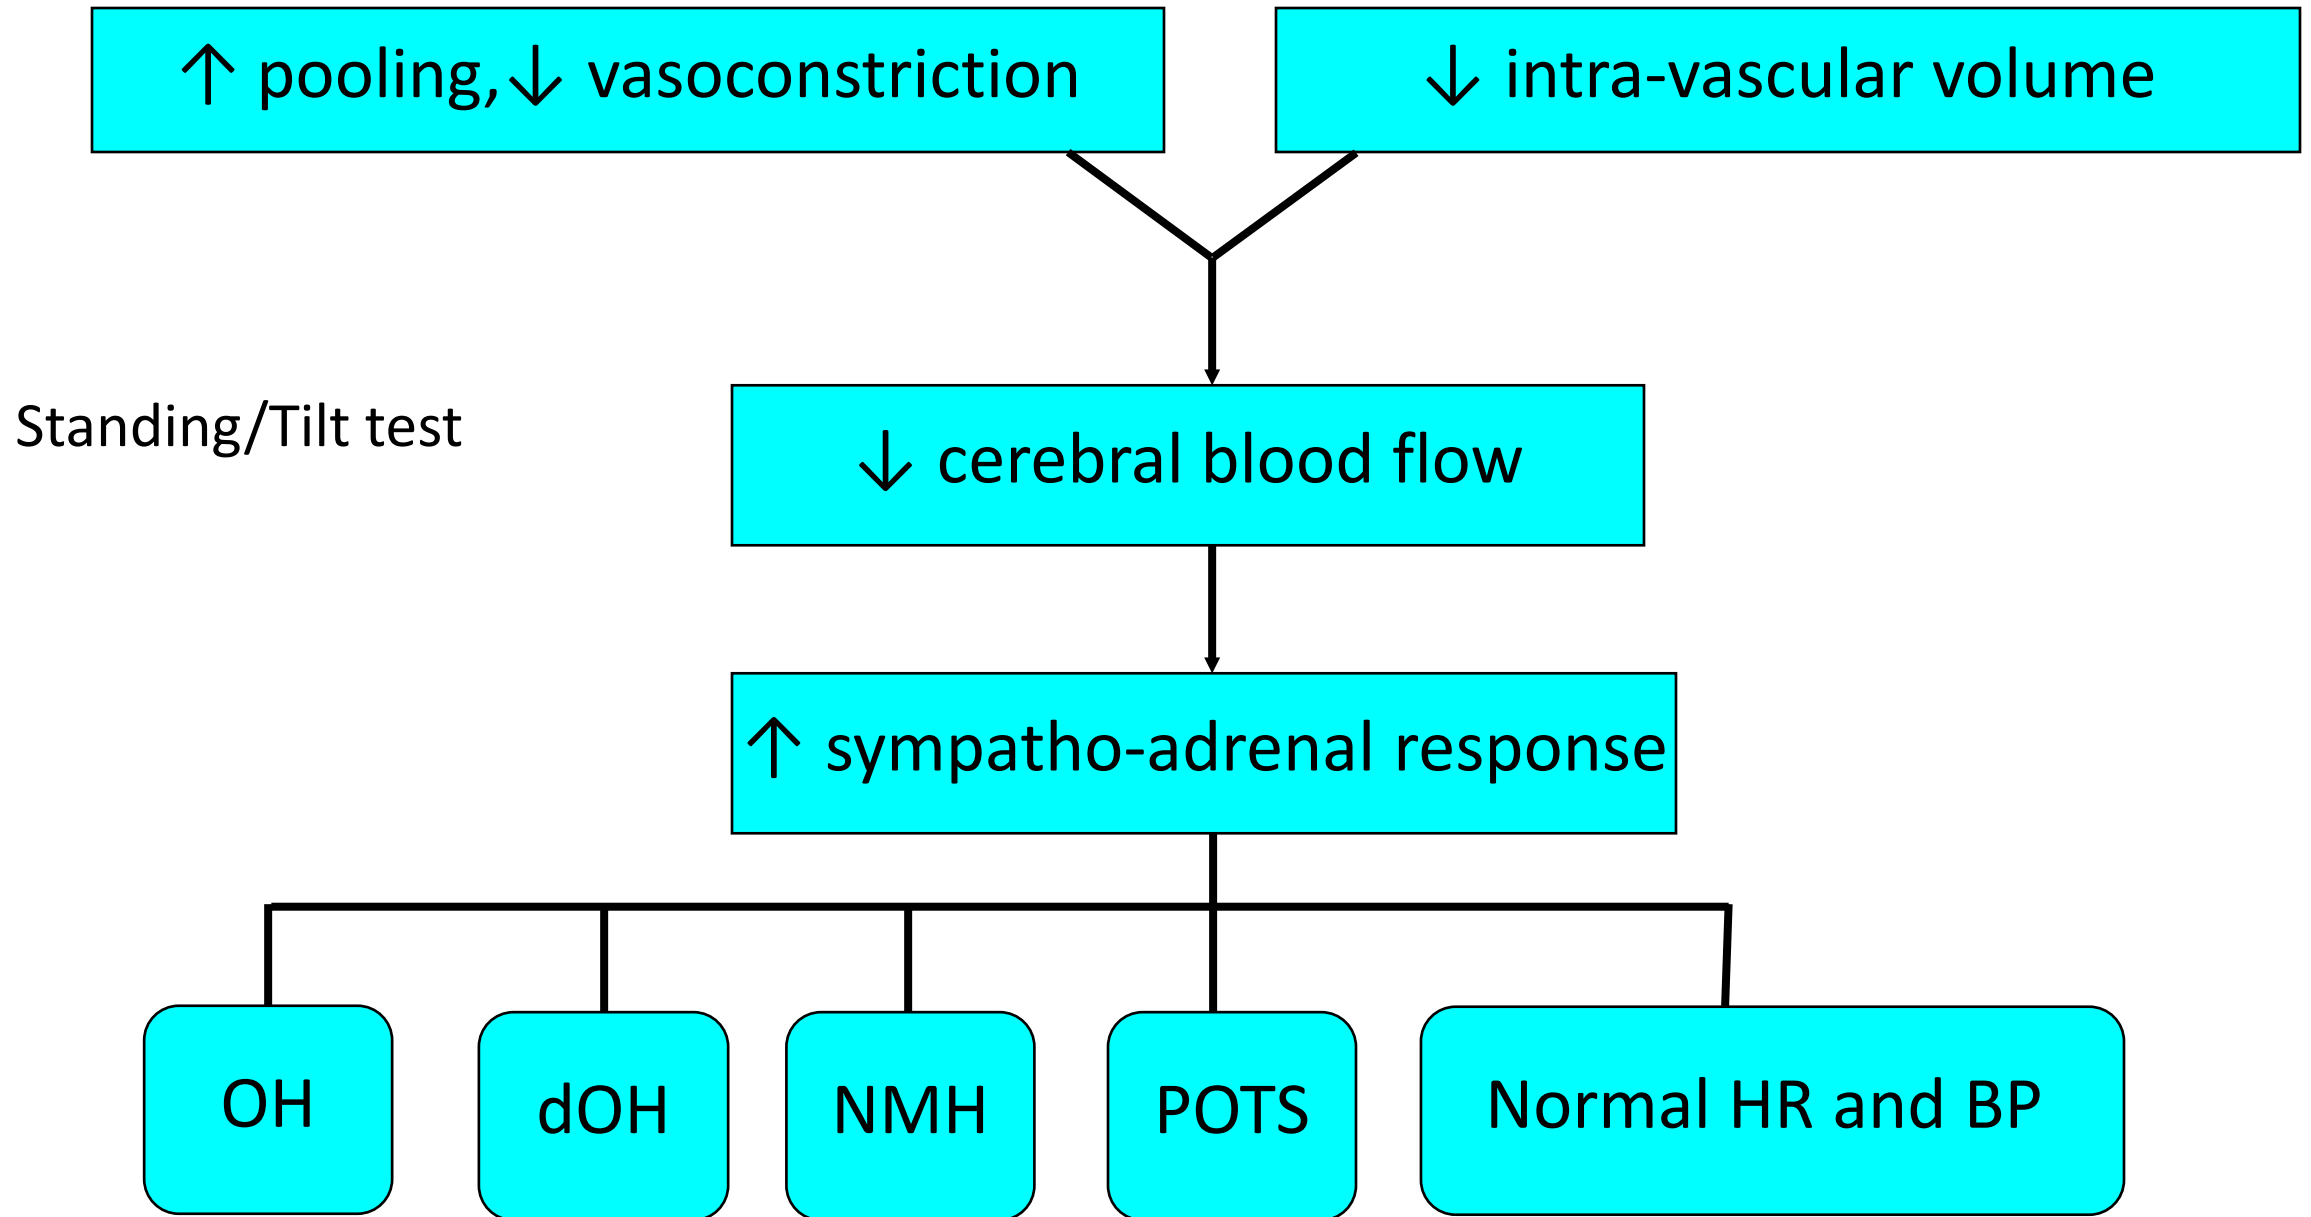 ↑ pooling,↓ vasoconstriction
↓ intra-vascular volume
Standing/Tilt test
↓ cerebral blood flow
↑ sympatho-adrenal response
OH
dOH
NMH
POTS
Normal HR and BP